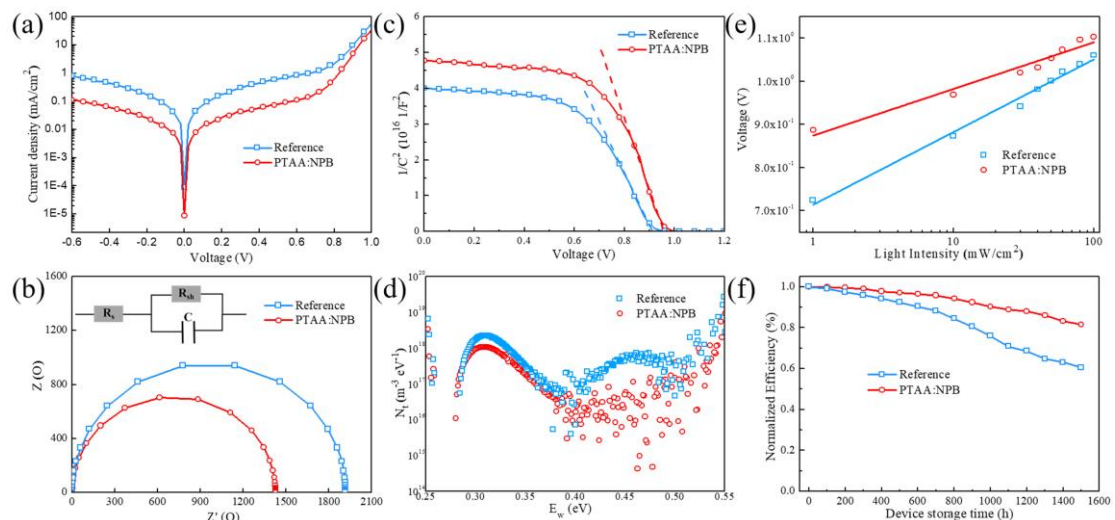 (a)
Current density (mA/cm²)
100
10
1
0.1
0.01
1E-3
1E-4
1E-5
Reference
PTAA:NPB
-0.6 -0.4 -0.2 0.0 0.2 0.4 0.6 0.8 1.0
Voltage (V)
(c)
1/C² (10¹⁶ 1/F²)
6
5
4
3
2
1
0
Reference
PTAA:NPB
0.0 0.2 0.4 0.6 0.8 1.0 1.2
Voltage (V)
(e)
Voltage (V)
1.1x10⁰
1.0x10⁰
9.0x10⁻¹
8.0x10⁻¹
7.0x10⁻¹
Reference
PTAA:NPB
1 10 100
Light Intensity (mW/cm²)
(b)
Z (O)
1600
1200
800
400
0
Rs
Rsh
C
Reference
PTAA:NPB
0 300 600 900 1200 1500 1800 2100
Z' (O)
(d)
Nt (m⁻³ eV⁻¹)
10²⁰
10¹⁹
10¹⁸
10¹⁷
10¹⁶
10¹⁵
10¹⁴
Reference
PTAA:NPB
0.25 0.30 0.35 0.40 0.45 0.50 0.55
Ew (eV)
(f)
Normalized Efficiency (%)
1.0
0.8
0.6
0.4
0.2
0.0
Reference
PTAA:NPB
0 200 400 600 800 1000 1200 1400 1600
Device storage time (h)